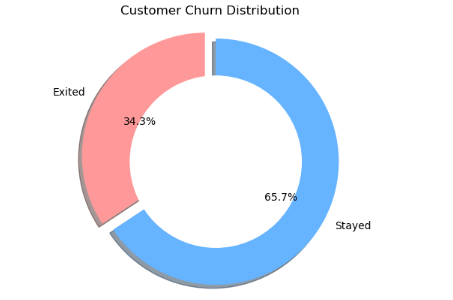 Customer Churn Distribution
Exited
34.3%
65.7%
Stayed